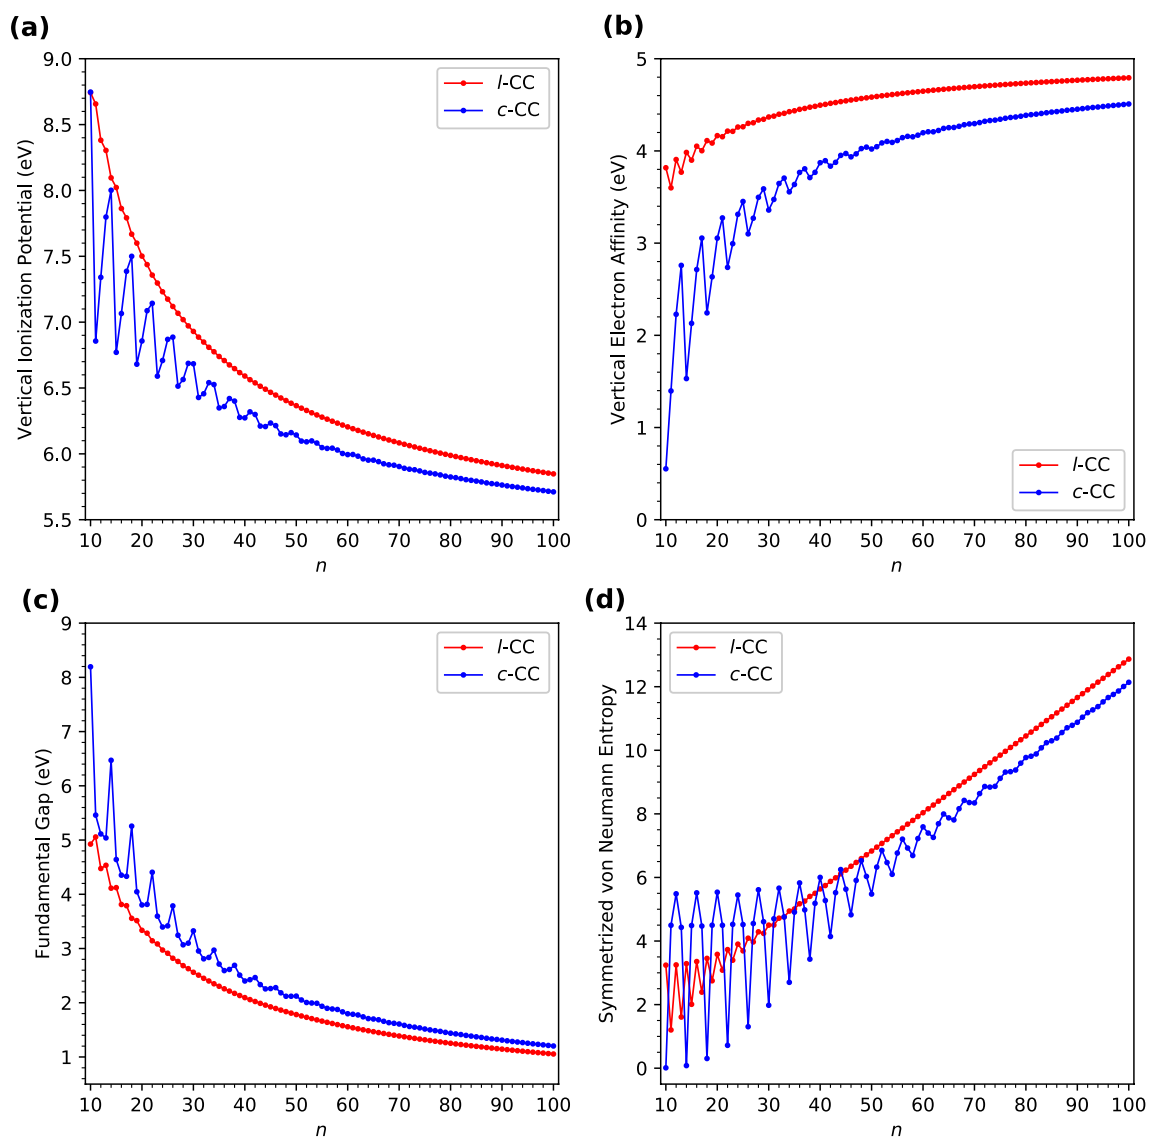 (a)
Vertical Ionization Potential (eV)
9.0
8.5
8.0
7.5
7.0
6.5
6.0
5.5
l-CC
c-CC
10 20 30 40 50 60 70 80 90 100
n
(b)
Vertical Electron Affinity (eV)
5
4
3
2
1
0
l-CC
c-CC
10 20 30 40 50 60 70 80 90 100
n
(c)
Fundamental Gap (eV)
9
8
7
6
5
4
3
2
1
l-CC
c-CC
10 20 30 40 50 60 70 80 90 100
n
(d)
Symmetrized von Neumann Entropy
14
12
10
8
6
4
2
0
l-CC
c-CC
10 20 30 40 50 60 70 80 90 100
n